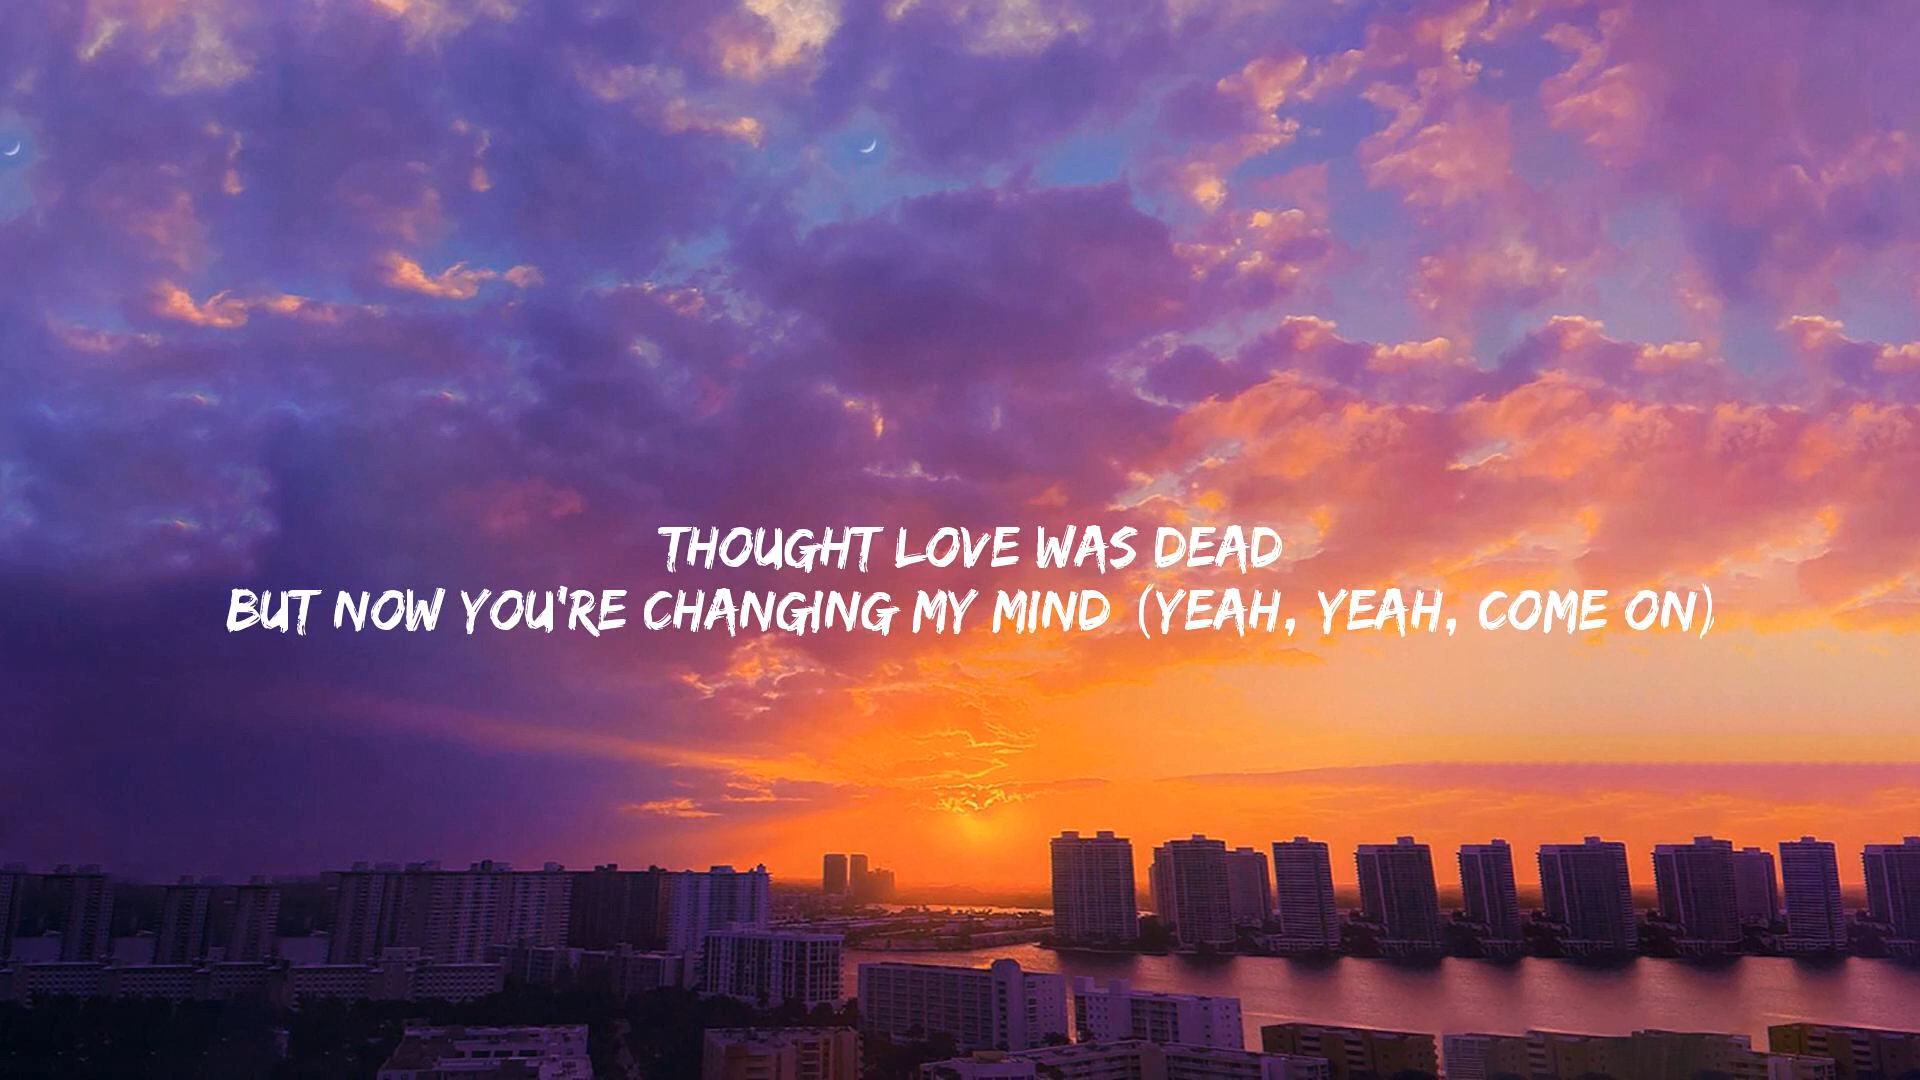 THOUGHT LOVE WAS DEAD
BUT NOW YOU'RE CHANGING MY MIND (YEAH, YEAH, COME ON)